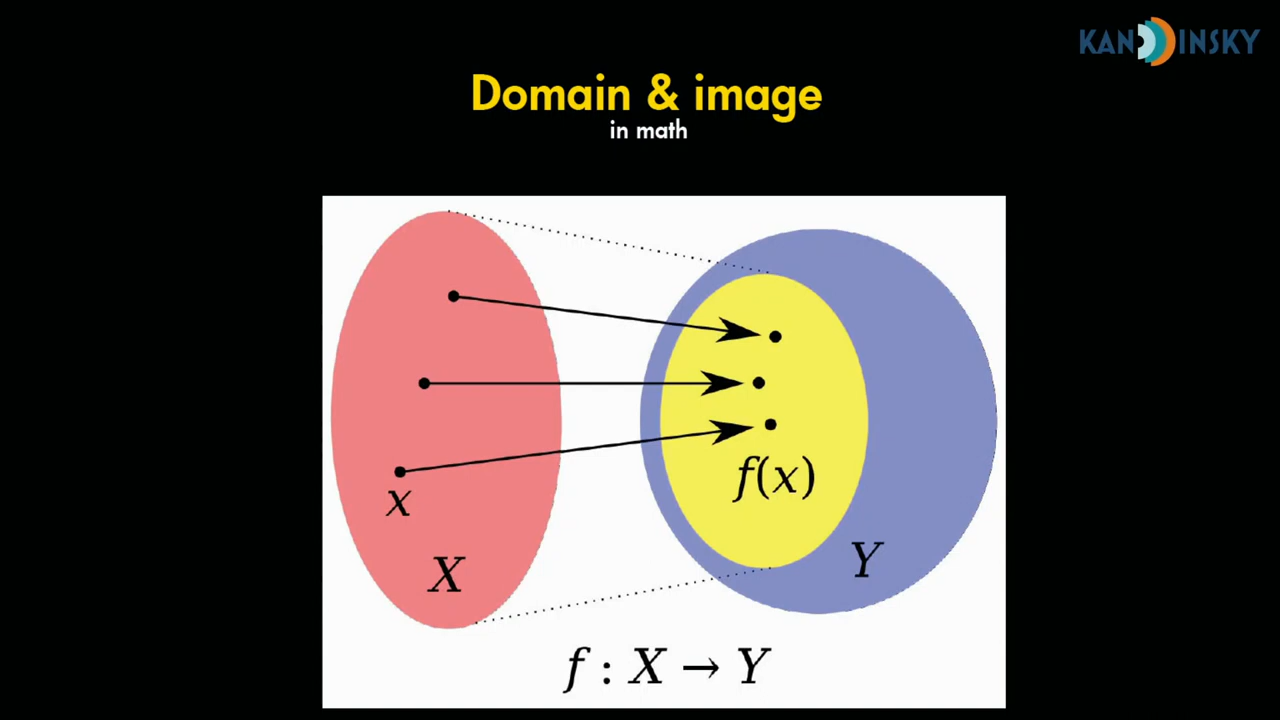 KANDINSKY
Domain & image
in math
f(x)
x
Y
X
f : X → Y